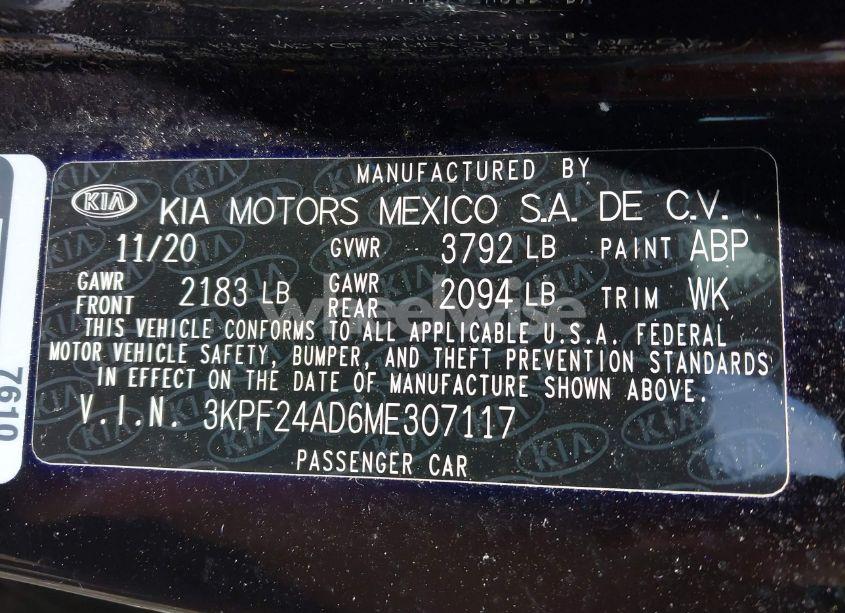 MANUFACTURED BY
KIA KIA MOTORS MEXICO S.A. DE C.V.
11/20 GVWR 3792 LB PAINT ABP
GAWR FRONT 2183 LB GAWR REAR 2094 LB TRIM WK
THIS VEHICLE CONFORMS TO ALL APPLICABLE U.S.A. FEDERAL
MOTOR VEHICLE SAFETY, BUMPER, AND THEFT PREVENTION STANDARDS
IN EFFECT ON THE DATE OF MANUFACTURE SHOWN ABOVE.
V.I.N. 3KPF24AD6ME307117
PASSENGER CAR
7610
wheelwise